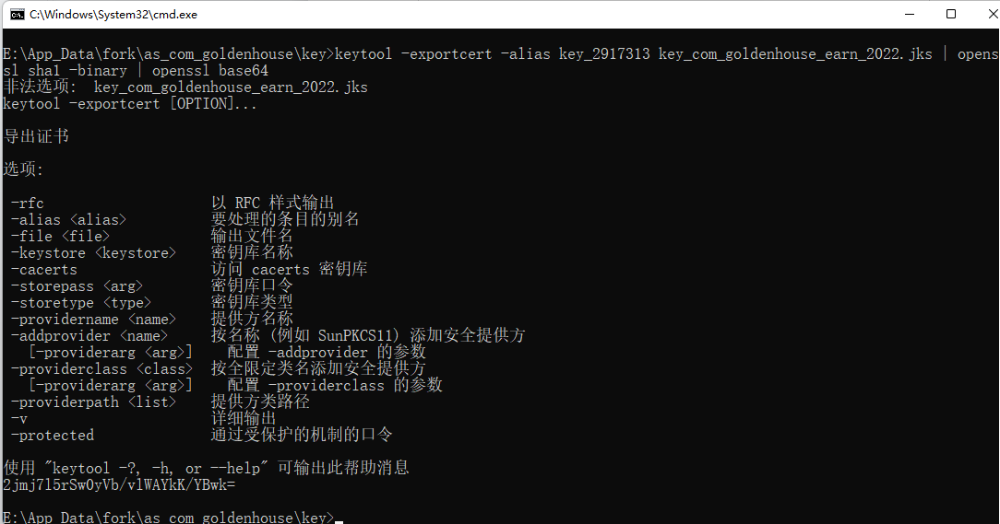 C:\Windows\System32\cmd.exe
E:\App_Data\fork\as_com_goldenhouse\key>keytool -exportcert -alias key_2917313 key_com_goldenhouse_earn_2022.jks | opens
sl sha1 -binary | openssl base64
非法选项:  key_com_goldenhouse_earn_2022.jks
keytool -exportcert [OPTION]...
导出证书
选项:
-rfc 以 RFC 样式输出
-alias <alias> 要处理的条目的别名
-file <file> 输出文件名
-keystore <keystore> 密钥库名称
-cacerts 访问 cacerts 密钥库
-storepass <arg> 密钥库口令
-storetype <type> 密钥库类型
-providername <name> 提供方名称
-addprovider <name> 按名称 (例如 SunPKCS11) 添加安全提供方
[-providerarg <arg>] 配置 -addprovider 的参数
-providerclass <class> 按全限定类名添加安全提供方
[-providerarg <arg>] 配置 -providerclass 的参数
-providerpath <list> 提供方类路径
-v 详细输出
-protected 通过受保护的机制的口令
使用 "keytool -?, -h, or --help" 可输出此帮助消息
2jmj7l5rSw0yVb/vlWAYkK/YBwk=
E:\App_Data\fork\as_com_goldenhouse\key>